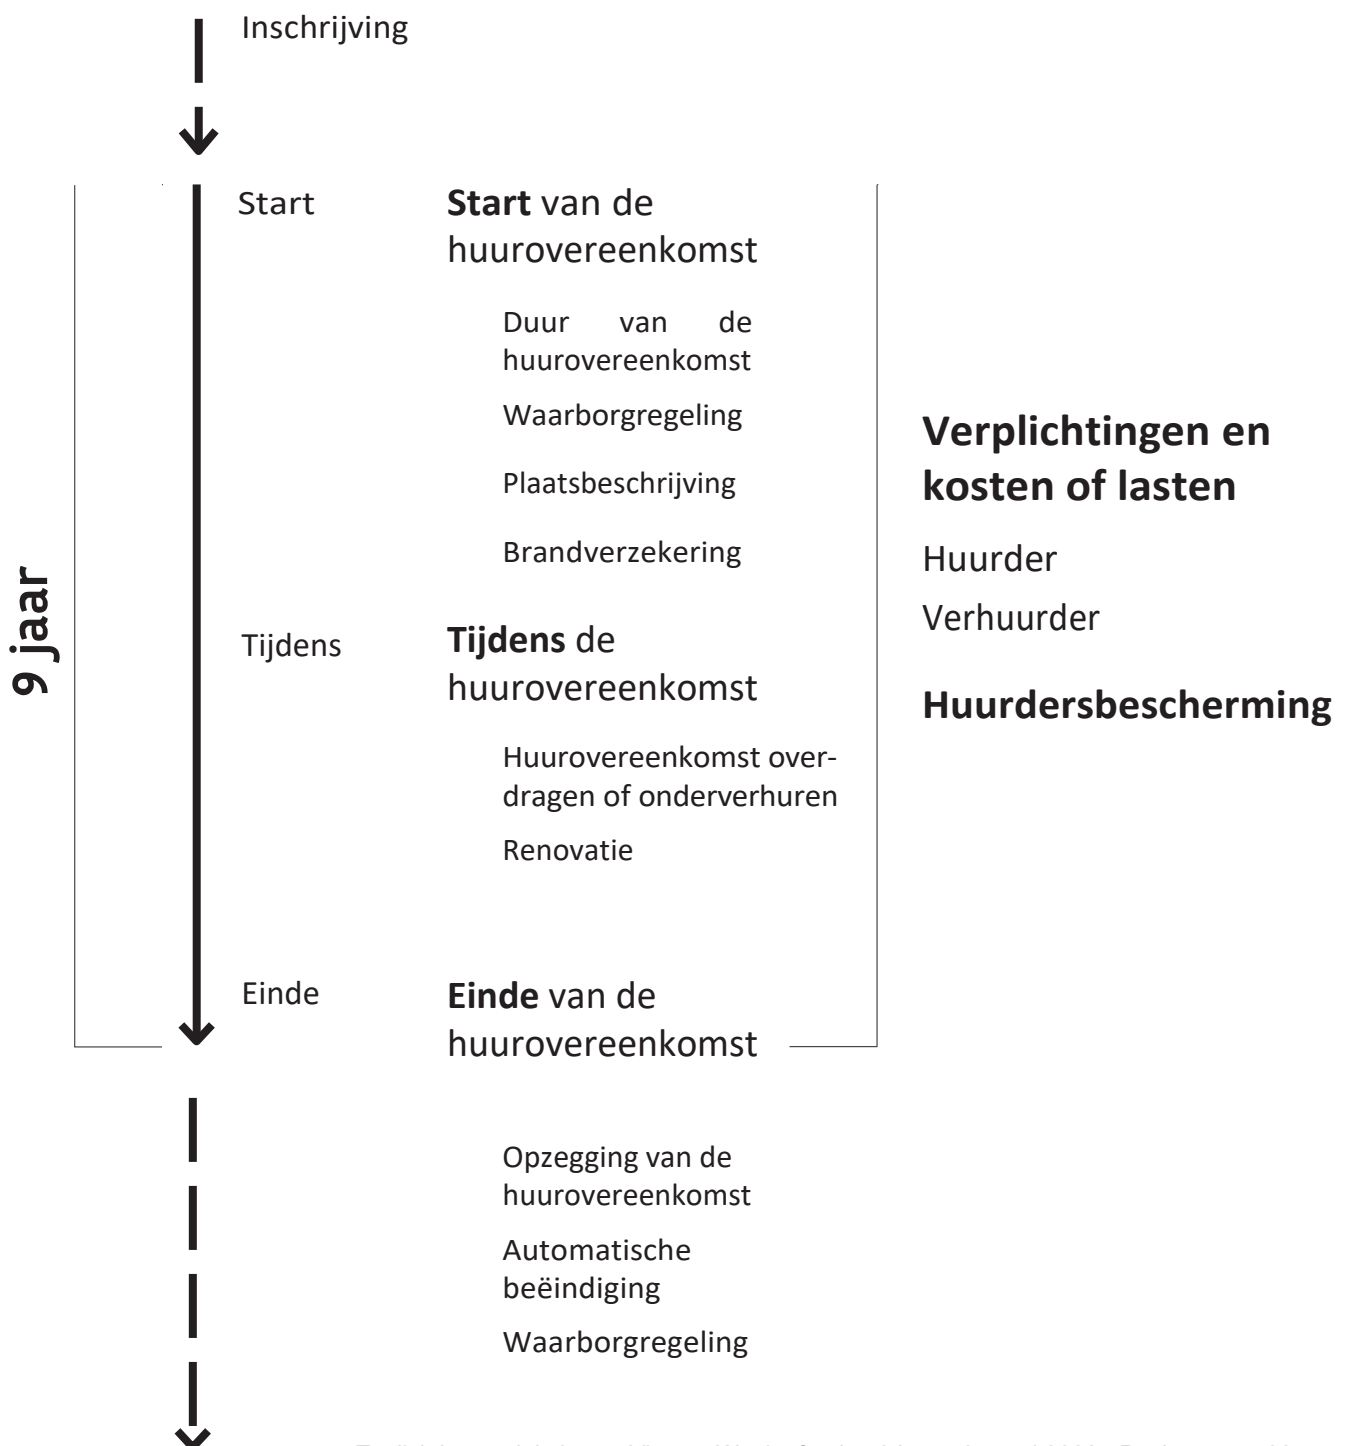 Inschrijving
Start
Start van de
huurovereenkomst
Duur van de
huurovereenkomst
Waarborgregeling
Plaatsbeschrijving
Brandverzekering
9 jaar
Tijdens
Tijdens de
huurovereenkomst
Huurovereenkomst over-
dragen of onderverhuren
Renovatie
Einde
Einde van de
huurovereenkomst
Verplichtingen en
kosten of lasten
Huurder
Verhuurder
Huurdersbescherming
Opzegging van de
huurovereenkomst
Automatische
beëindiging
Waarborgregeling